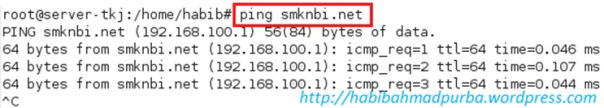 root@server-tkj:/home/habib# ping smknbi.net
PING smknbi.net (192.168.100.1) 56(84) bytes of data.
64 bytes from smknbi.net (192.168.100.1): icmp_req=1 ttl=64 time=0.046 ms
64 bytes from smknbi.net (192.168.100.1): icmp_req=2 ttl=64 time=0.107 ms
64 bytes from smknbi.net (192.168.100.1): icmp_req=3 ttl=64 time=0.044 ms
^C
http://habibahmadpurba.wordpress.com